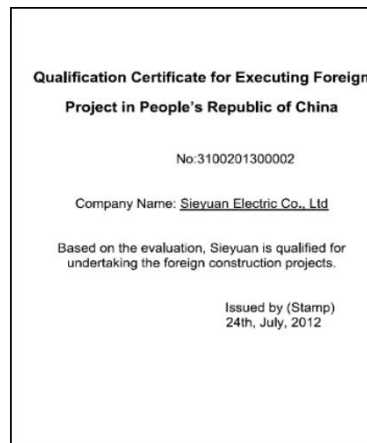 Qualification Certificate for Executing Foreign
Project in People's Republic of China
No:3100201300002
Company Name: Sieyuan Electric Co., Ltd
Based on the evaluation, Sieyuan is qualified for
undertaking the foreign construction projects.
Issued by (Stamp)
24th, July, 2012